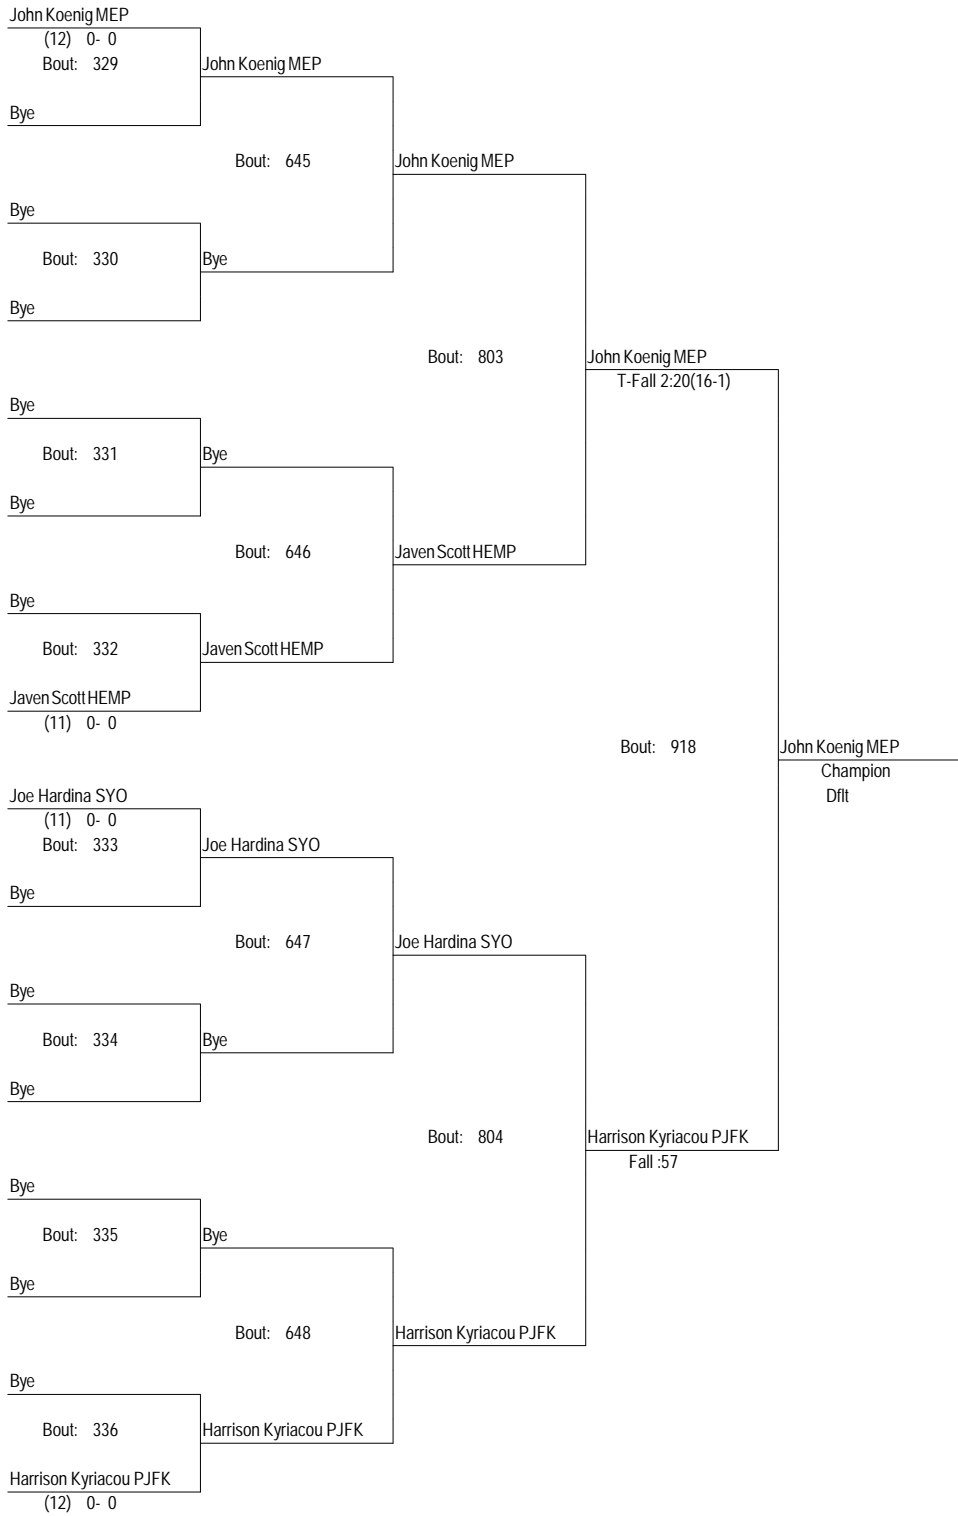 John Koenig MEP
(12) 0- 0
Bout: 329
John Koenig MEP
Bye
Bout: 645
John Koenig MEP
Bye
Bout: 330
Bye
Bye
Bout: 803
John Koenig MEP
T-Fall 2:20(16-1)
Bye
Bout: 331
Bye
Bye
Bout: 646
Javen Scott HEMP
Bye
Bout: 332
Javen Scott HEMP
Javen Scott HEMP
(11) 0- 0
Bout: 918
John Koenig MEP
Champion
Dflt
Joe Hardina SYO
(11) 0- 0
Bout: 333
Joe Hardina SYO
Bye
Bout: 647
Joe Hardina SYO
Bye
Bout: 334
Bye
Bye
Bout: 804
Harrison Kyriacou PJFK
Fall :57
Bye
Bout: 335
Bye
Bye
Bout: 648
Harrison Kyriacou PJFK
Bye
Bout: 336
Harrison Kyriacou PJFK
Harrison Kyriacou PJFK
(12) 0- 0